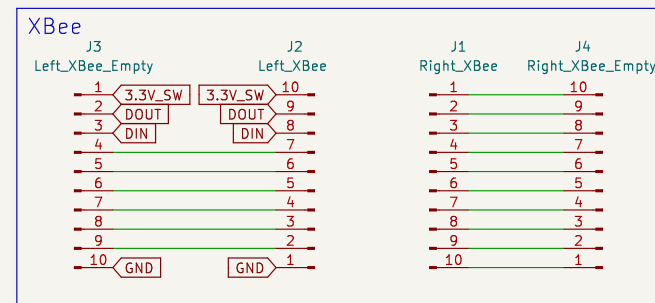 XBee
J3 J2 J1 J4
Left_XBee_Empty Left_XBee Right_XBee Right_XBee_Empty
1 3.3V_SW 3.3V_SW 10 1 10
2 DOUT DOUT 9 2 9
3 DIN DIN 8 3 8
4 7 4 7
5 6 5 6
6 5 6 5
7 4 7 4
8 3 8 3
9 2 9 2
10 GND GND 1 10 1